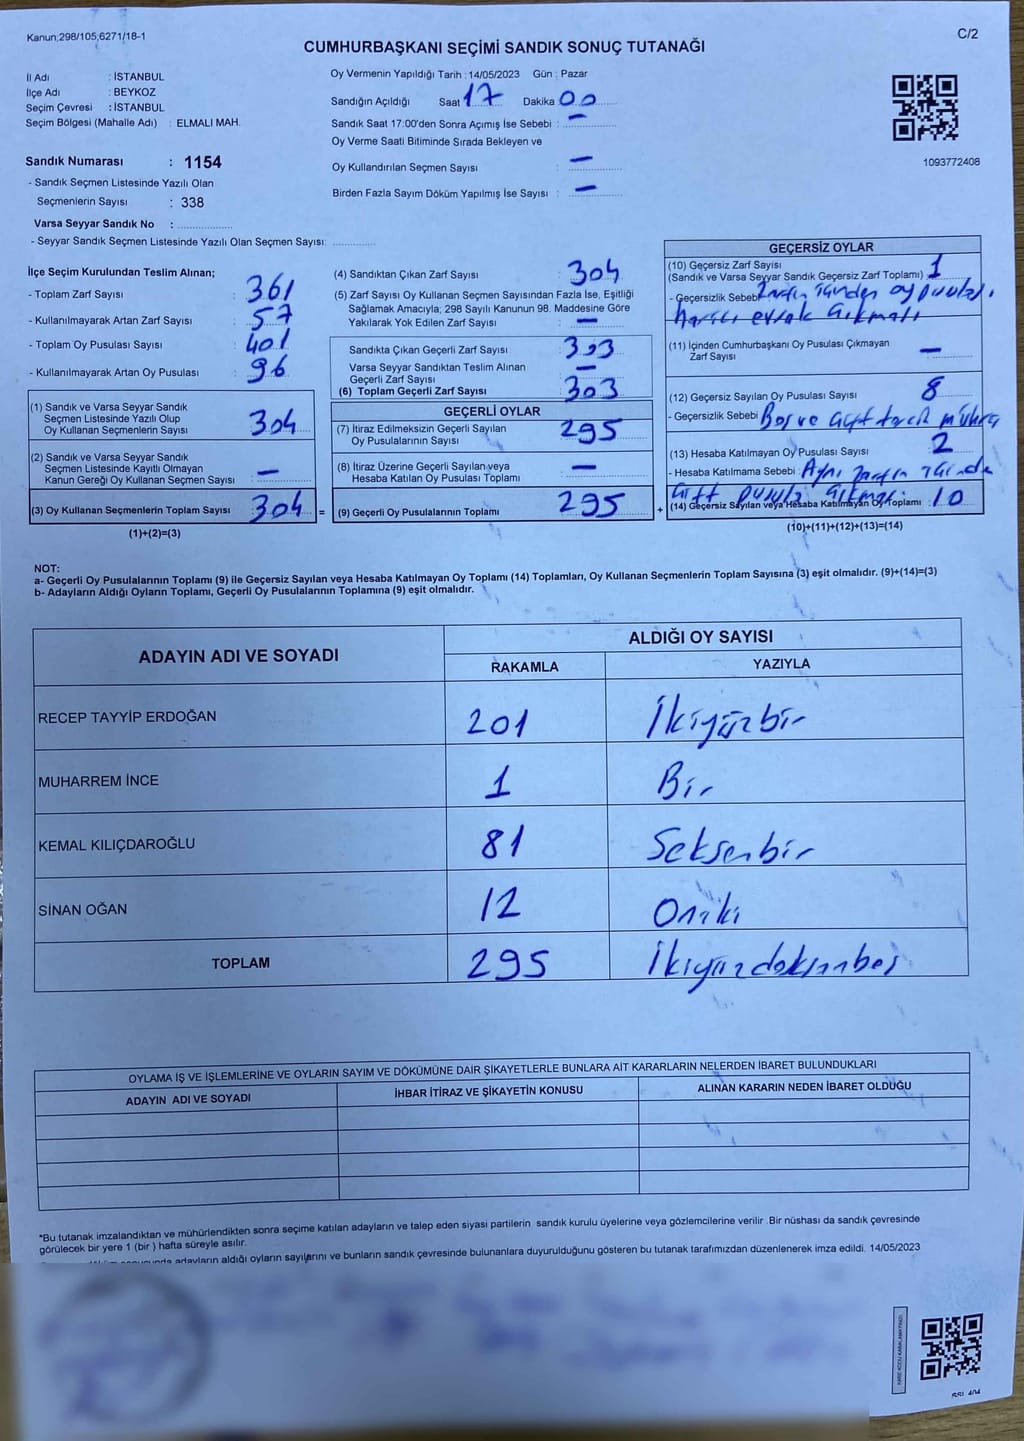 Kanun;298/105;6271/18-1
C/2
CUMHURBAŞKANI SEÇİMİ SANDIK SONUÇ TUTANAĞI
İl Adı : İSTANBUL
İlçe Adı : BEYKOZ
Seçim Çevresi : İSTANBUL
Seçim Bölgesi (Mahalle Adı) : ELMALI MAH.
Sandık Numarası : 1154
- Sandık Seçmen Listesinde Yazılı Olan
Seçmenlerin Sayısı : 338
Varsa Seyyar Sandık No :
- Seyyar Sandık Seçmen Listesinde Yazılı Olan Seçmen Sayısı:
Oy Vermenin Yapıldığı Tarih : 14/05/2023 Gün : Pazar
Sandığın Açıldığı Saat 17 Dakika 00
Sandık Saat 17:00'den Sonra Açımış İse Sebebi : —
Oy Verme Saati Bitiminde Sırada Bekleyen ve
Oy Kullandırılan Seçmen Sayısı : —
Birden Fazla Sayım Döküm Yapılmış İse Sayısı : —
1093772408
İlçe Seçim Kurulundan Teslim Alınan;
- Toplam Zarf Sayısı : 361
- Kullanılmayarak Artan Zarf Sayısı : 57
- Toplam Oy Pusulası Sayısı : 401
- Kullanılmayarak Artan Oy Pusulası : 96
(1) Sandık ve Varsa Seyyar Sandık
Seçmen Listesinde Yazılı Olup
Oy Kullanan Seçmenlerin Sayısı : 304
(2) Sandık ve Varsa Seyyar Sandık
Seçmen Listesinde Kayıtlı Olmayan
Kanun Gereği Oy Kullanan Seçmen Sayısı : —
(3) Oy Kullanan Seçmenlerin Toplam Sayısı : 304 =
(1)+(2)=(3)
(4) Sandıktan Çıkan Zarf Sayısı : 304
(5) Zarf Sayısı Oy Kullanan Seçmen Sayısından Fazla İse, Eşitliği
Sağlamak Amacıyla, 298 Sayılı Kanunun 98. Maddesine Göre
Yakılarak Yok Edilen Zarf Sayısı : —
Sandıkta Çıkan Geçerli Zarf Sayısı : 303
Varsa Seyyar Sandıktan Teslim Alınan
Geçerli Zarf Sayısı : —
(6) Toplam Geçerli Zarf Sayısı : 303
GEÇERLİ OYLAR
(7) İtiraz Edilmeksizin Geçerli Sayılan
Oy Pusulalarının Sayısı : 295
(8) İtiraz Üzerine Geçerli Sayılan veya
Hesaba Katılan Oy Pusulası Toplamı : —
(9) Geçerli Oy Pusulalarının Toplamı : 295 +
GEÇERSİZ OYLAR
(10) Geçersiz Zarf Sayısı
(Sandık ve Varsa Seyyar Sandık Geçersiz Zarf Toplamı) : 1
- Geçersizlik Sebebi Zarfın içinden oy pusulası
harici evrak çıkması
(11) İçinden Cumhurbaşkanı Oy Pusulası Çıkmayan
Zarf Sayısı : —
(12) Geçersiz Sayılan Oy Pusulası Sayısı : 8
- Geçersizlik Sebebi Boş ve çift tercih mühra
(13) Hesaba Katılmayan Oy Pusulası Sayısı : 2
- Hesaba Katılmama Sebebi Aynı zarfın içinde
çift pusula çıkması
(14) Geçersiz Sayılan veya Hesaba Katılmayan Oy Toplamı : 10
(10)+(11)+(12)+(13)=(14)
NOT:
a- Geçerli Oy Pusulalarının Toplamı (9) ile Geçersiz Sayılan veya Hesaba Katılmayan Oy Toplamı (14) Toplamları, Oy Kullanan Seçmenlerin Toplam Sayısına (3) eşit olmalıdır. (9)+(14)=(3)
b- Adayların Aldığı Oyların Toplamı, Geçerli Oy Pusulalarının Toplamına (9) eşit olmalıdır.
ADAYIN ADI VE SOYADI
ALDIĞI OY SAYISI
RAKAMLA YAZIYLA
RECEP TAYYİP ERDOĞAN 201 İkiyüzbir
MUHARREM İNCE 1 Bir
KEMAL KILIÇDAROĞLU 81 Seksenbir
SİNAN OĞAN 12 Oniki
TOPLAM 295 İkiyüzdoksanbeş
OYLAMA İŞ VE İŞLEMLERİNE VE OYLARIN SAYIM VE DÖKÜMÜNE DAİR ŞİKAYETLERLE BUNLARA AİT KARARLARIN NELERDEN İBARET BULUNDUKLARI
ADAYIN ADI VE SOYADI İHBAR İTİRAZ VE ŞİKAYETİN KONUSU ALINAN KARARIN NEDEN İBARET OLDUĞU
*Bu tutanak imzalandıktan ve mühürlendikten sonra seçime katılan adayların ve talep eden siyasi partilerin sandık kurulu üyelerine veya gözlemcilerine verilir. Bir nüshası da sandık çevresinde
görülecek bir yere 1 (bir) hafta süreyle asılır.
adayların aldığı oyların sayılarını ve bunların sandık çevresinde bulunanlara duyurulduğunu gösteren bu tutanak tarafımızdan düzenlenerek imza edildi. 14/05/2023